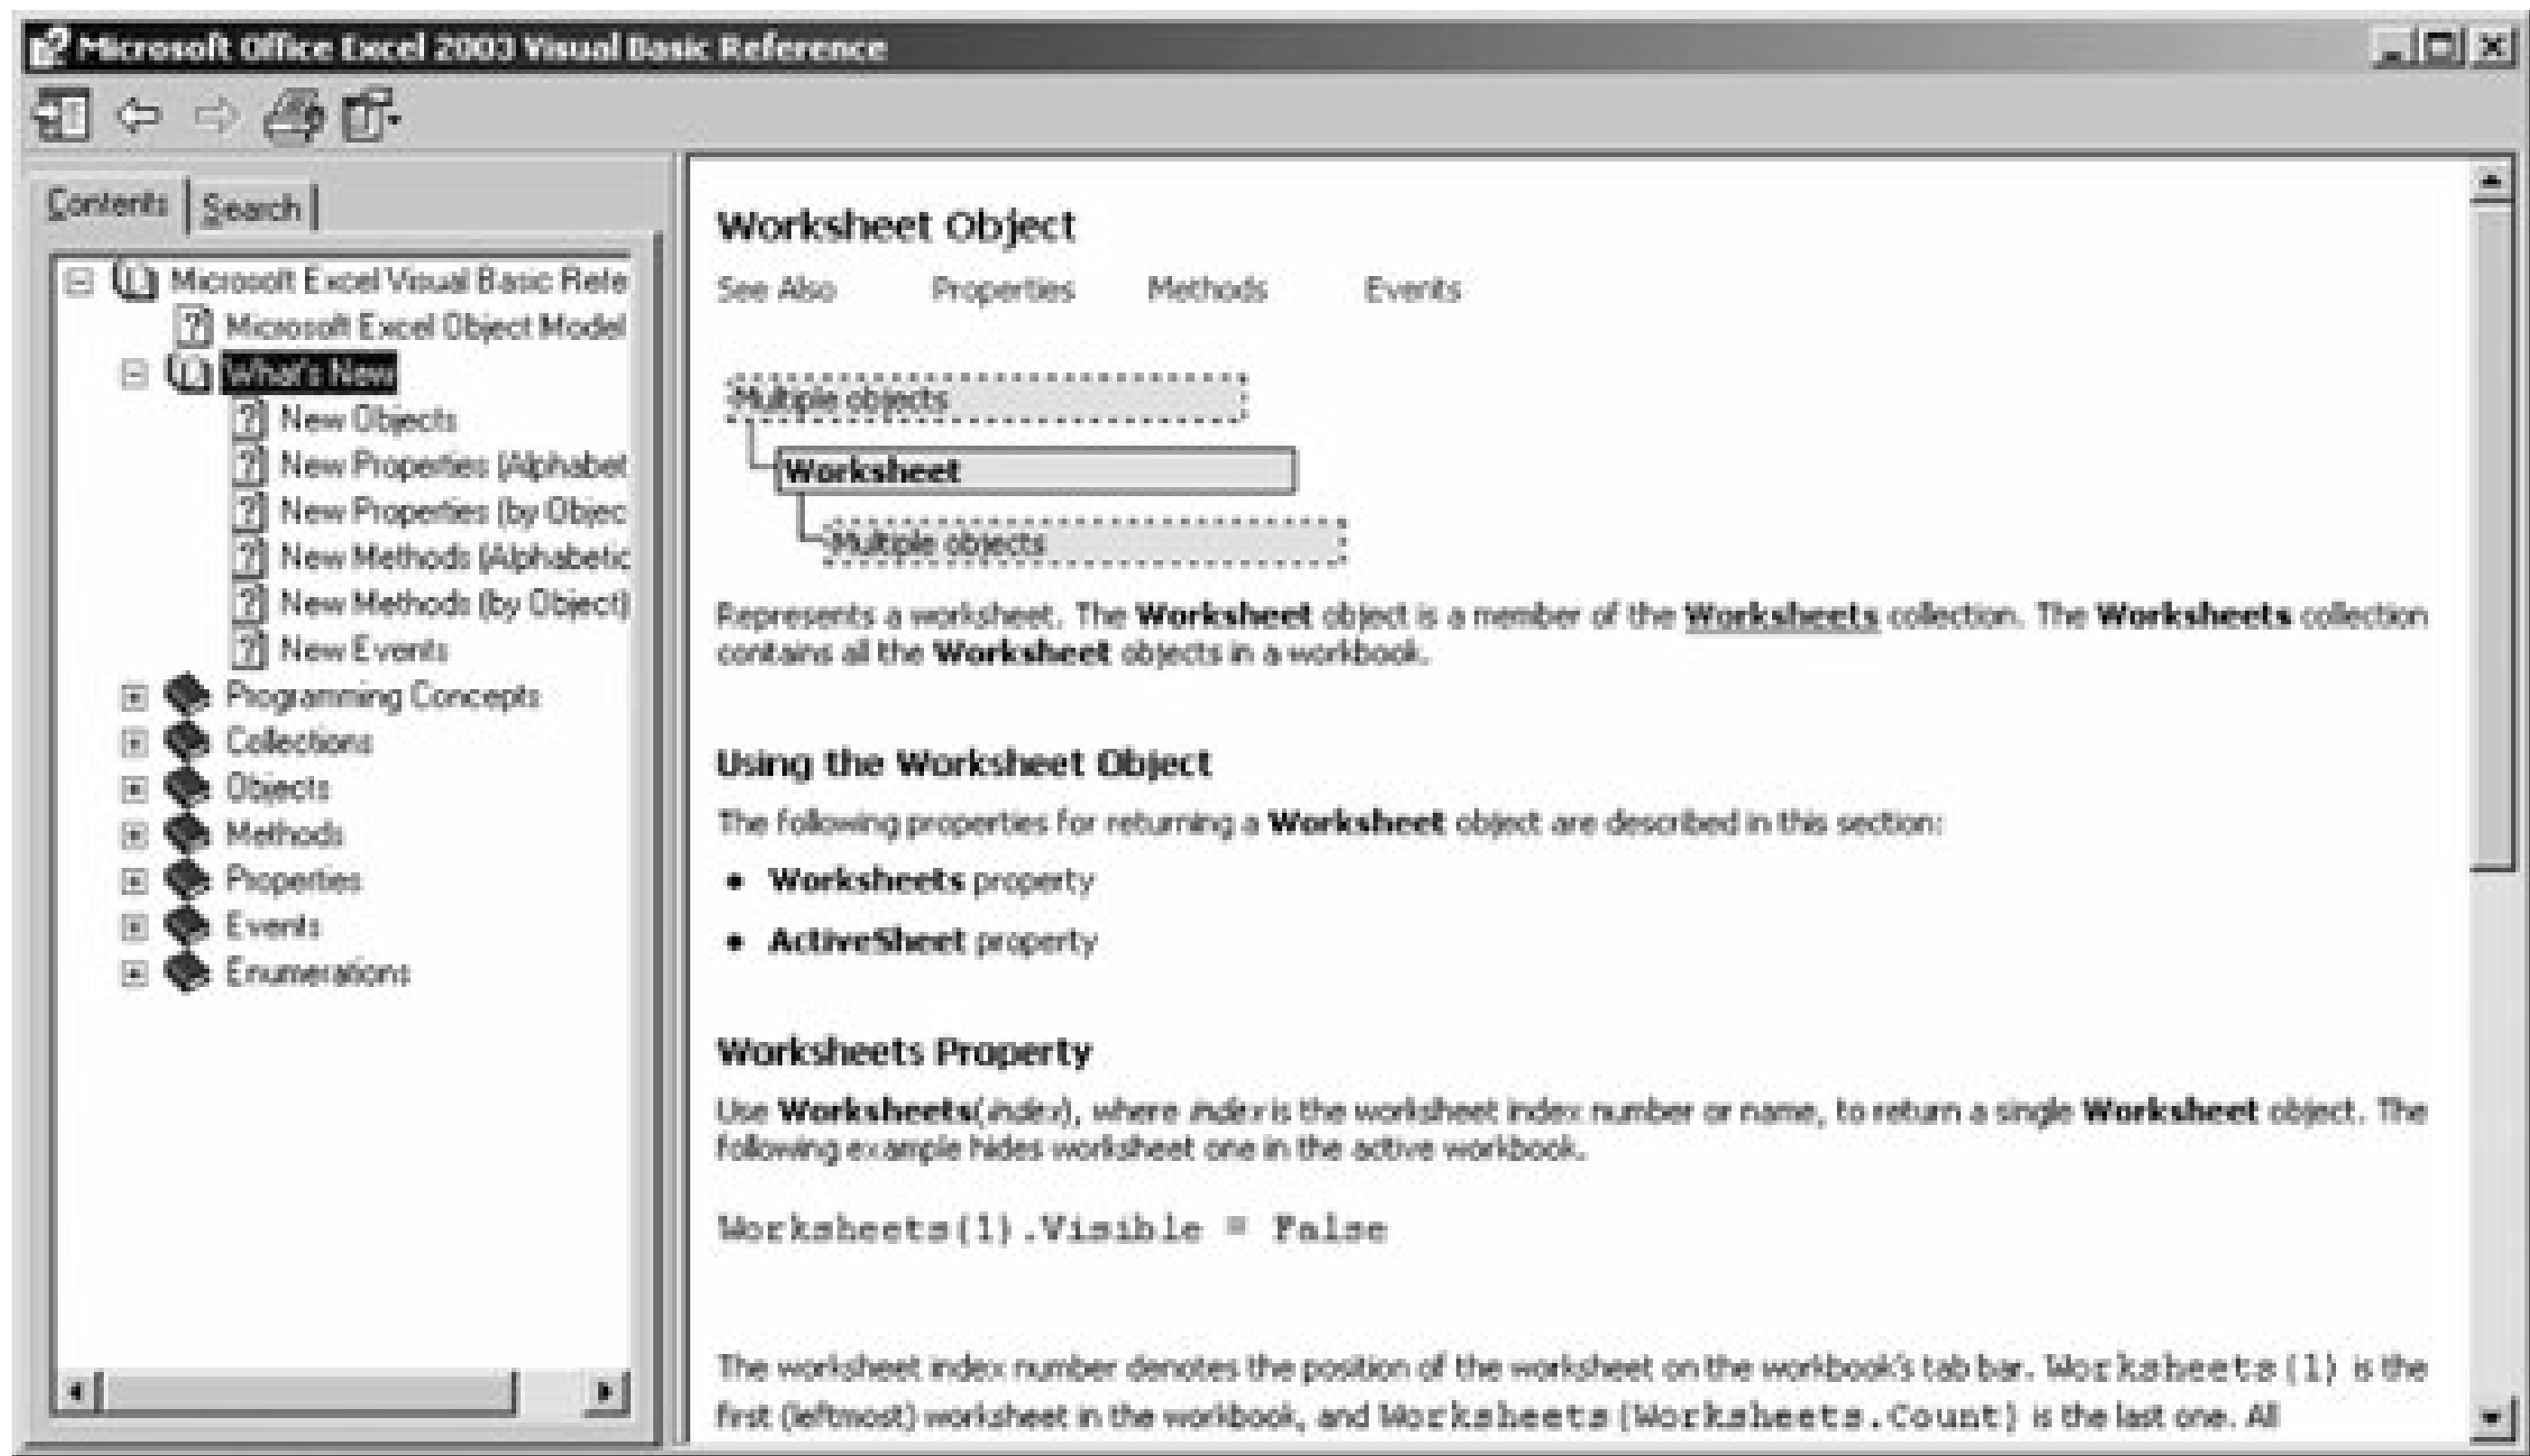 Microsoft Office Excel 2003 Visual Basic Reference
Contents
Search
Microsoft Excel Visual Basic Refe
Microsoft Excel Object Model
What's New
New Objects
New Properties (Alphabet
New Properties (by Objec
New Methods (Alphabetic
New Methods (by Object)
New Events
Programming Concepts
Collections
Objects
Methods
Properties
Events
Enumerations
Worksheet Object
See Also Properties Methods Events
Multiple objects
Worksheet
Multiple objects
Represents a worksheet. The Worksheet object is a member of the Worksheets collection. The Worksheets collection
contains all the Worksheet objects in a workbook.
Using the Worksheet Object
The following properties for returning a Worksheet object are described in this section:
• Worksheets property
• ActiveSheet property
Worksheets Property
Use Worksheets(index), where index is the worksheet index number or name, to return a single Worksheet object. The
following example hides worksheet one in the active workbook.
Worksheets(1).Visible = False
The worksheet index number denotes the position of the worksheet on the workbook's tab bar. Worksheets(1) is the
first (leftmost) worksheet in the workbook, and Worksheets(Worksheets.Count) is the last one. All